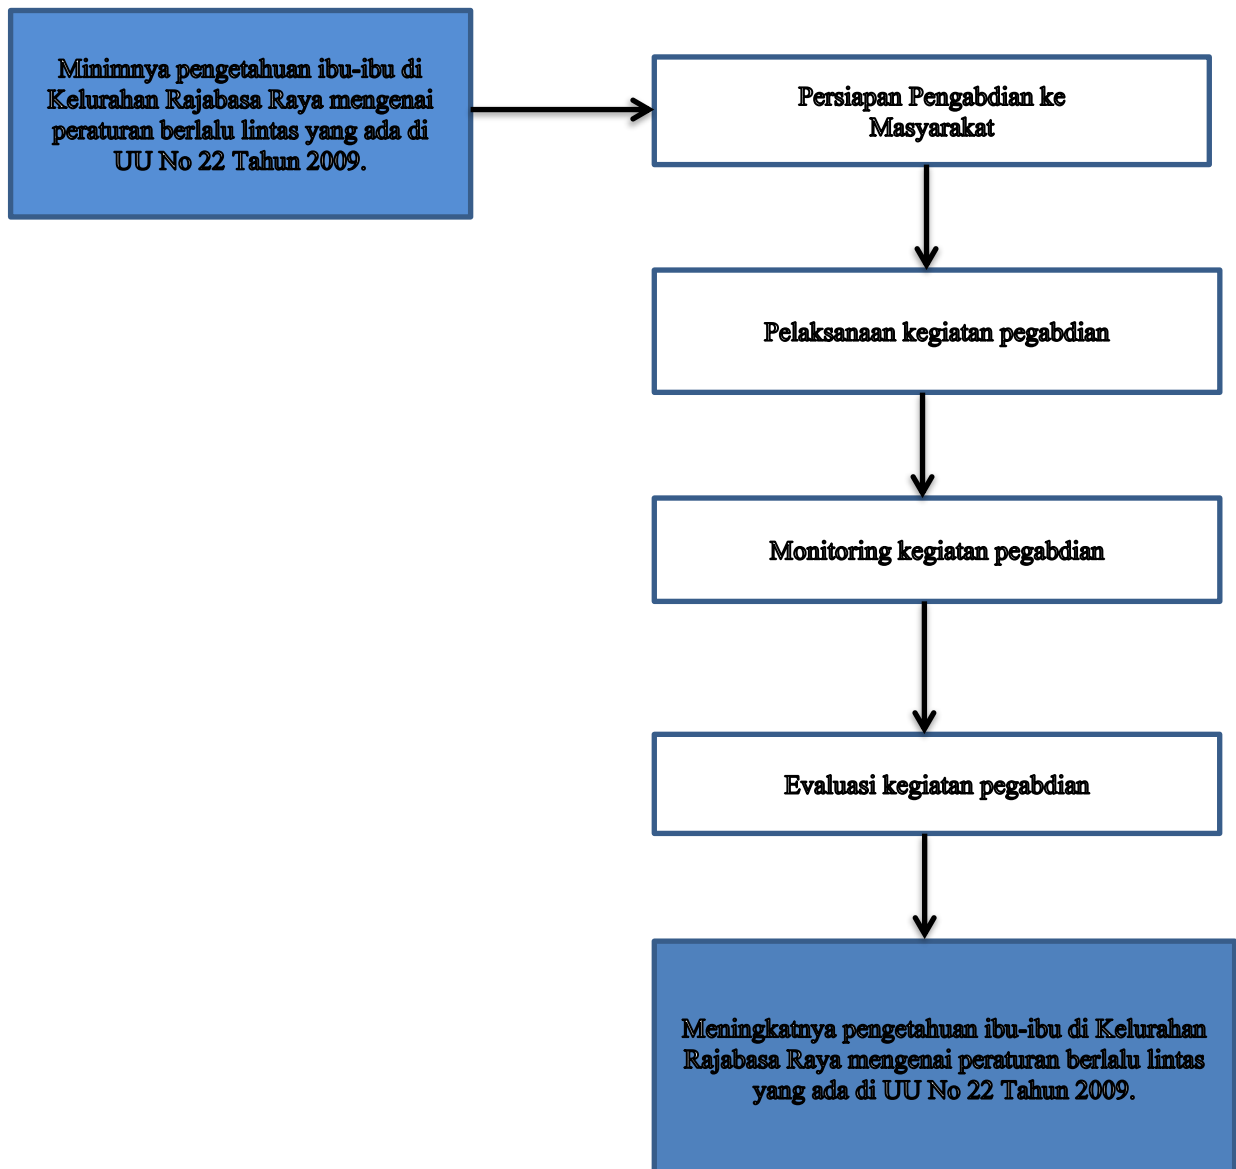 Minimnya pengetahuan ibu-ibu di
Kelurahan Rajabasa Raya mengenai
peraturan berlalu lintas yang ada di
UU No 22 Tahun 2009.
Persiapan Pengabdian ke
Masyarakat
Pelaksanaan kegiatan pegabdian
Monitoring kegiatan pegabdian
Evaluasi kegiatan pegabdian
Meningkatnya pengetahuan ibu-ibu di Kelurahan
Rajabasa Raya mengenai peraturan berlalu lintas
yang ada di UU No 22 Tahun 2009.